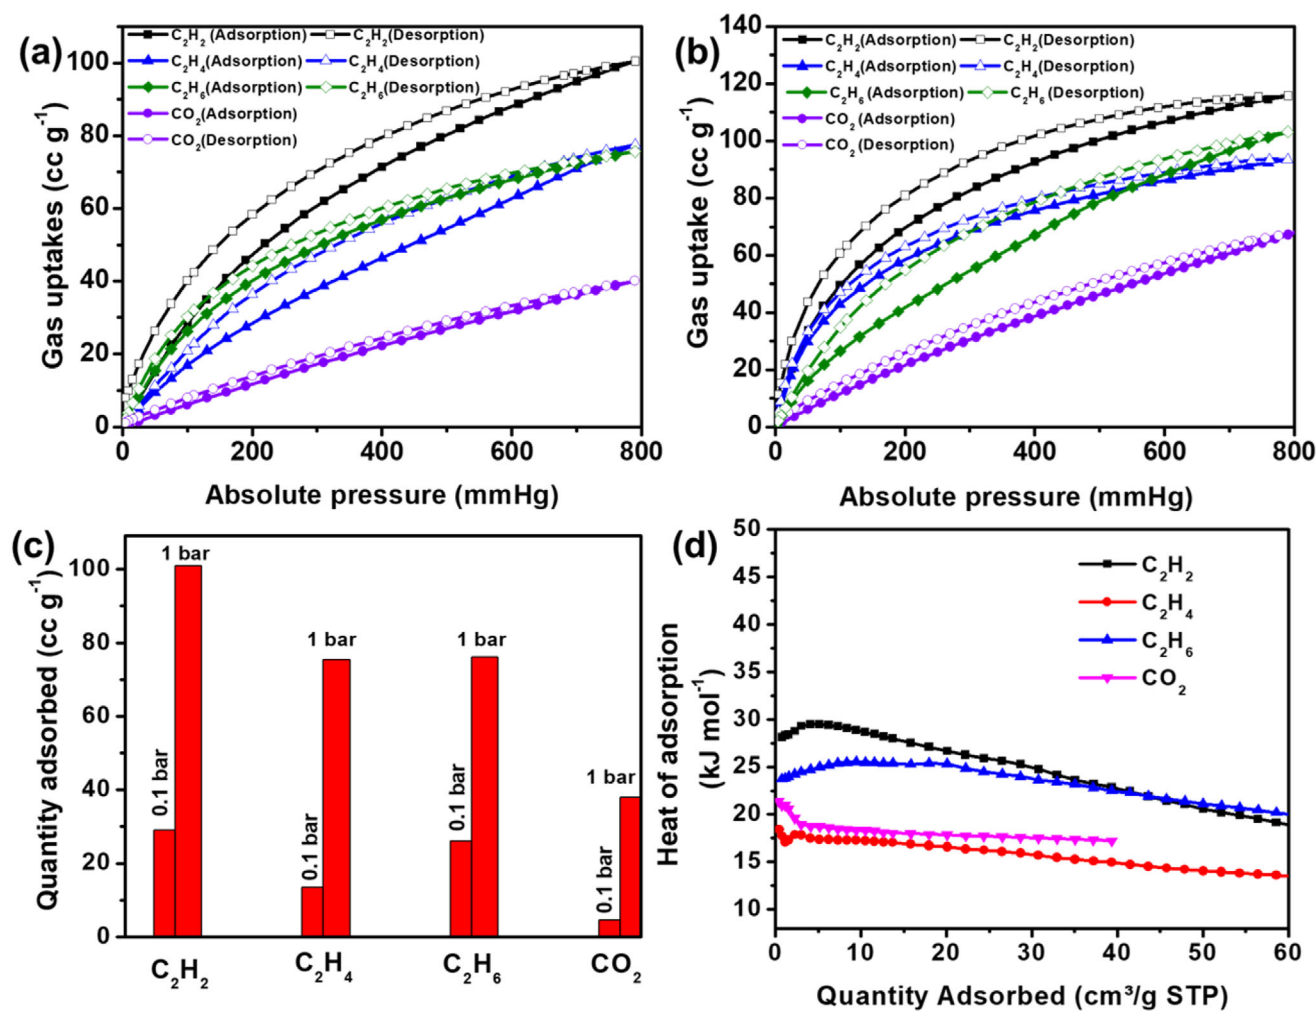 (a)
C₂H₂ (Adsorption) C₂H₂(Desorption)
C₂H₄(Adsorption) C₂H₄(Desorption)
C₂H₆(Adsorption) C₂H₆(Desorption)
CO₂(Adsorption)
CO₂(Desorption)
Gas uptakes (cc g⁻¹)
100
80
60
40
20
0
0 200 400 600 800
Absolute pressure (mmHg)
(b)
C₂H₂(Adsorption) C₂H₂(Desorption)
C₂H₄(Adsorption) C₂H₄(Desorption)
C₂H₆ (Adsorption) C₂H₆ (Desorption)
CO₂ (Adsorption)
CO₂ (Desorption)
Gas uptake (cc g⁻¹)
140
120
100
80
60
40
20
0
0 200 400 600 800
Absolute pressure (mmHg)
(c)
Quantity adsorbed (cc g⁻¹)
100
80
60
40
20
0
0.1 bar
1 bar
0.1 bar
1 bar
0.1 bar
1 bar
0.1 bar
1 bar
C₂H₂ C₂H₄ C₂H₆ CO₂
(d)
C₂H₂
C₂H₄
C₂H₆
CO₂
Heat of adsorption
(kJ mol⁻¹)
50
45
40
35
30
25
20
15
10
0 10 20 30 40 50 60
Quantity Adsorbed (cm³/g STP)